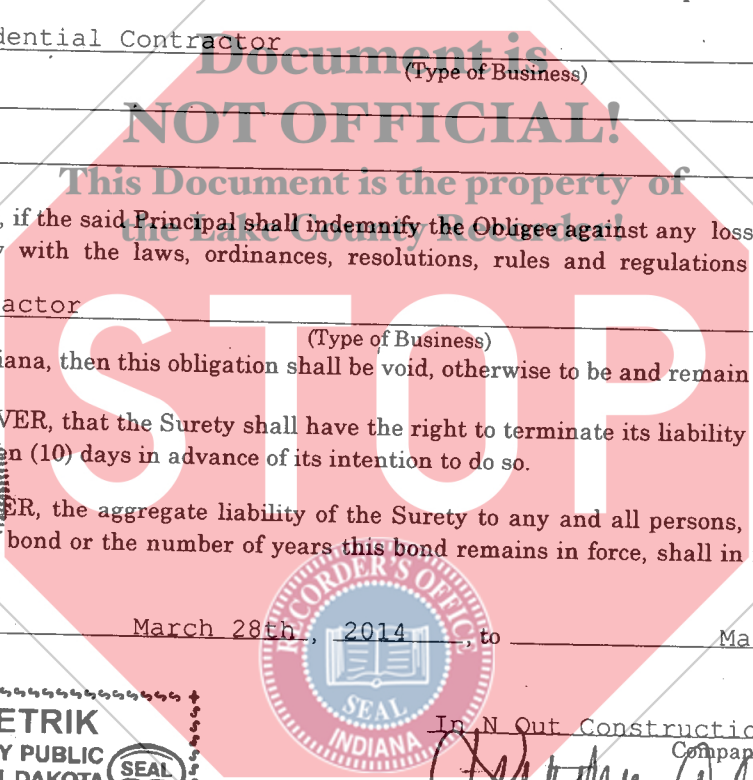 dential Contractor
Document is
(Type of Business)
NOT OFFICIAL!
This Document is the property of
the Lake County Recorder!
, if the said Principal shall indemnify the Obligee against any loss
with the laws, ordinances, resolutions, rules and regulations
actor
STOP
(Type of Business)
iana, then this obligation shall be void, otherwise to be and remain
VER, that the Surety shall have the right to terminate its liability
n (10) days in advance of its intention to do so.
ER, the aggregate liability of the Surety to any and all persons,
bond or the number of years this bond remains in force, shall in
RECORDER'S OFFICE
March 28th, 2014, to Ma
SEAL
INDIANA
ETRIK
Y PUBLIC
DAKOTA
SEAL
In N Out Constructio
Compan